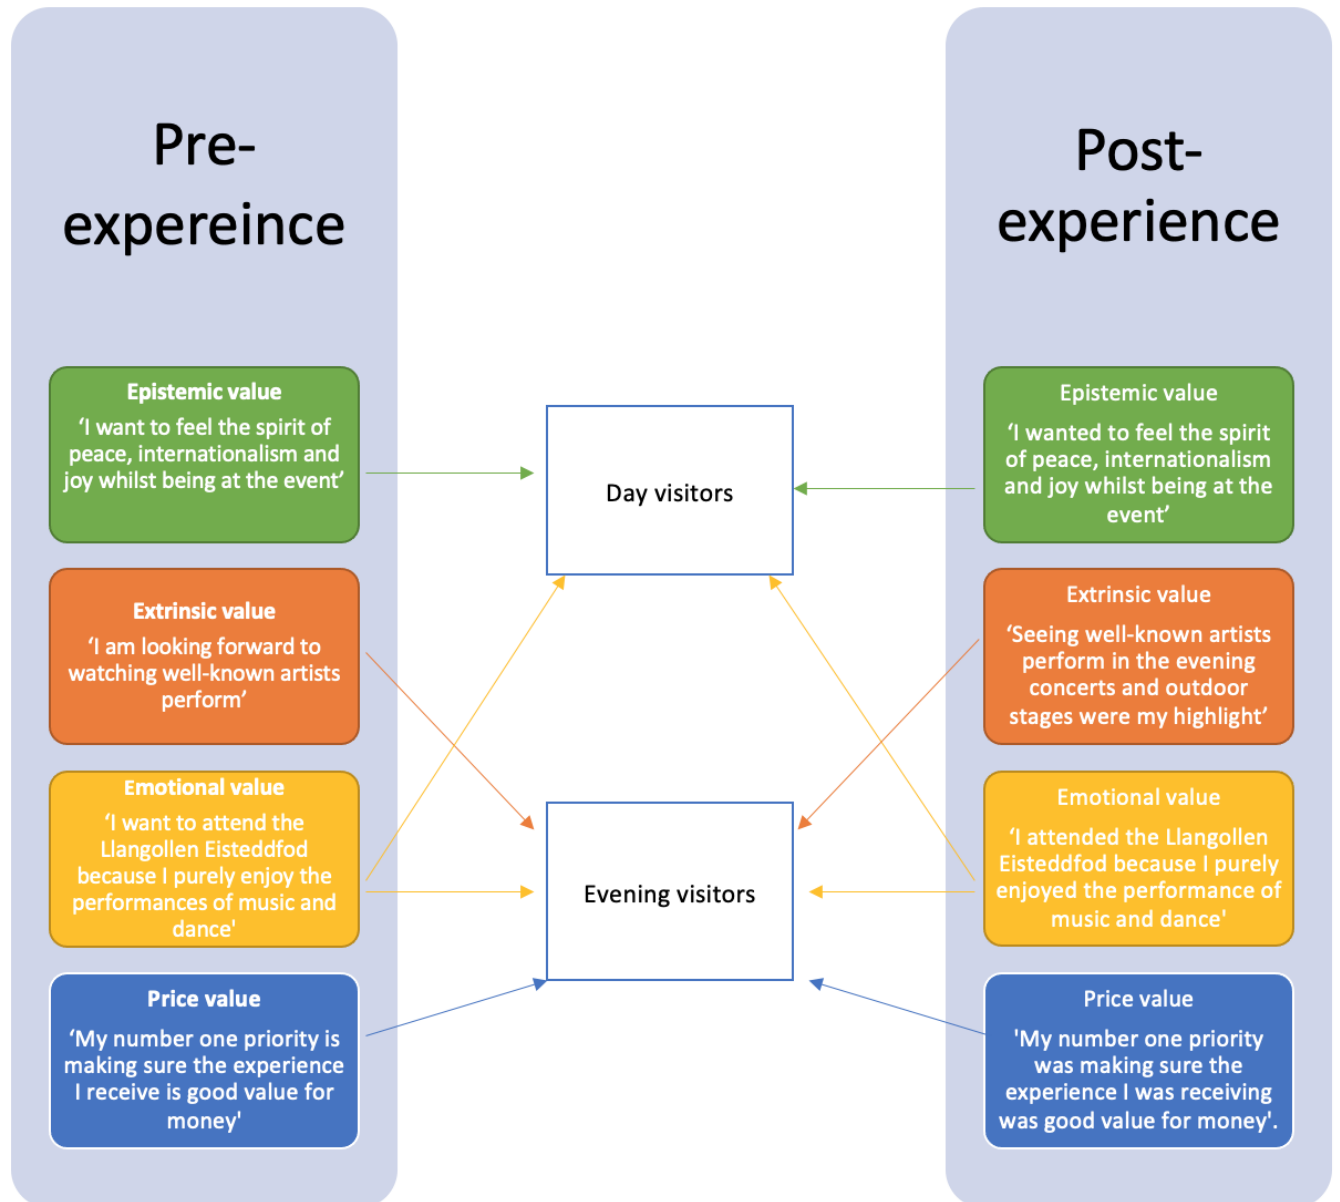 Pre-
expereince
Epistemic value
‘I want to feel the spirit of
peace, internationalism and
joy whilst being at the event’
Extrinsic value
‘I am looking forward to
watching well-known artists
perform’
Emotional value
‘I want to attend the
Llangollen Eisteddfod
because I purely enjoy the
performances of music and
dance'
Price value
‘My number one priority is
making sure the experience
I receive is good value for
money'
Day visitors
Evening visitors
Post-
experience
Epistemic value
‘I wanted to feel the spirit
of peace, internationalism
and joy whilst being at the
event’
Extrinsic value
‘Seeing well-known artists
perform in the evening
concerts and outdoor
stages were my highlight’
Emotional value
‘I attended the Llangollen
Eisteddfod because I purely
enjoyed the performance of
music and dance'
Price value
'My number one priority
was making sure the
experience I was receiving
was good value for money'.